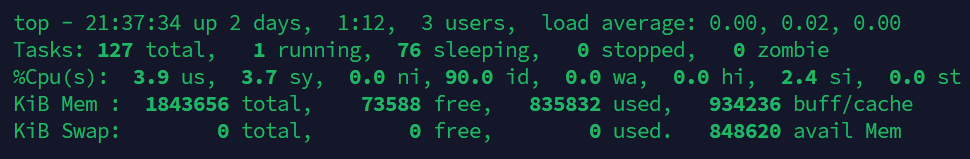 top - 21:37:34 up 2 days,  1:12,  3 users,  load average: 0.00, 0.02, 0.00
Tasks: 127 total,   1 running,  76 sleeping,   0 stopped,   0 zombie
%Cpu(s):  3.9 us,  3.7 sy,  0.0 ni, 90.0 id,  0.0 wa,  0.0 hi,  2.4 si,  0.0 st
KiB Mem :  1843656 total,    73588 free,   835832 used,   934236 buff/cache
KiB Swap:        0 total,        0 free,        0 used.   848620 avail Mem